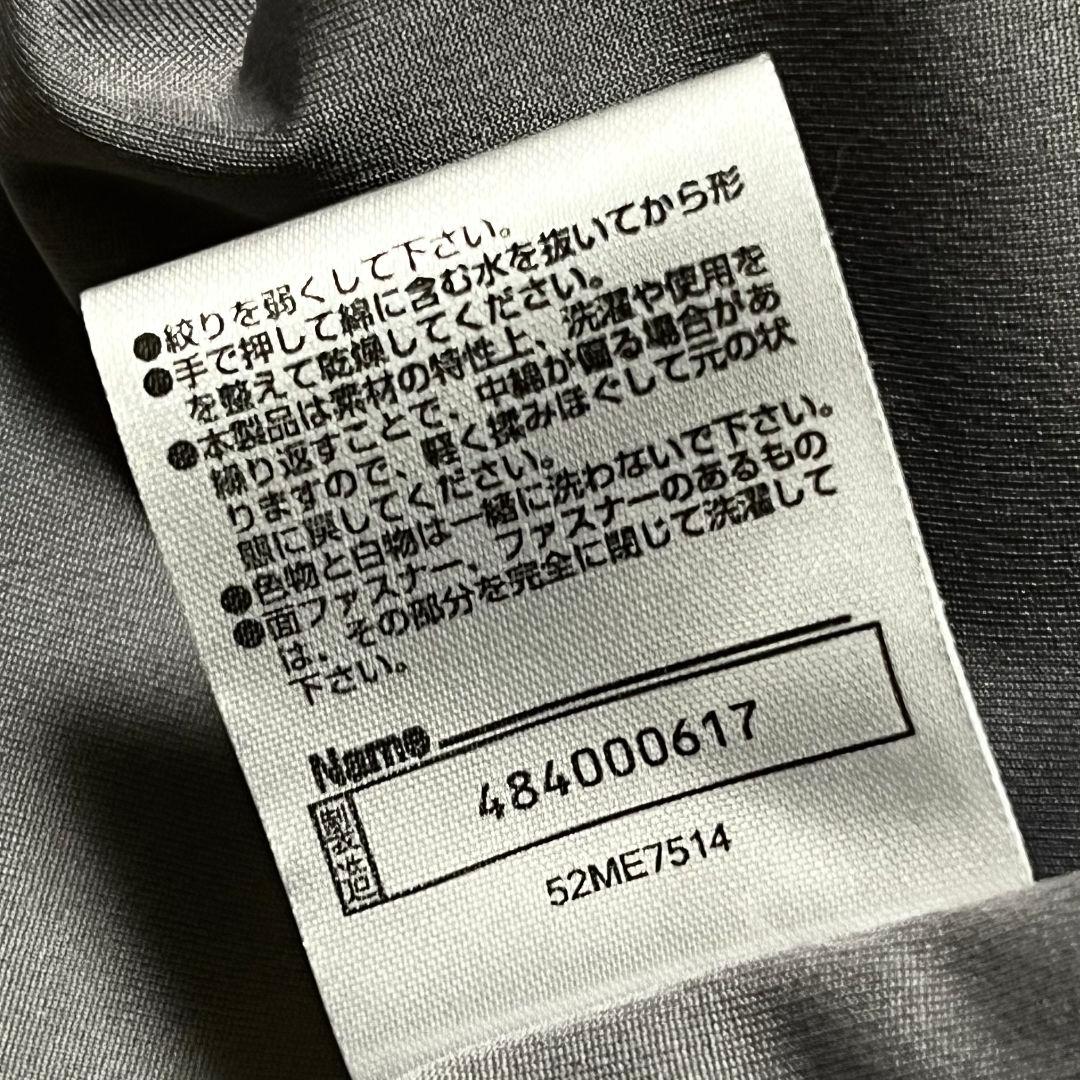 ●絞りを弱くして下さい。
●手で押して綿に含む水を抜いてから形
を整えて乾燥してください。
●本製品は素材の特性上、洗濯や使用を
繰り返すことで、中綿が偏る場合があ
りますので、軽く揉みほぐして元の状
態に戻してください。
●色物と白物は一緒に洗わないで下さい。
●面ファスナー、ファスナーのあるもの
は、その部分を完全に閉じて洗濯して
下さい。
Name
製造
484000617
52ME7514